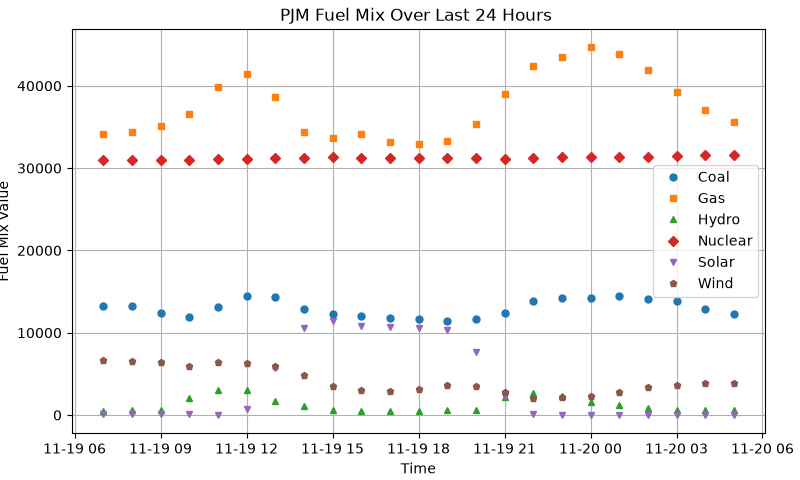 PJM Fuel Mix Over Last 24 Hours
Fuel Mix Value
40000
30000
20000
10000
0
Coal
Gas
Hydro
Nuclear
Solar
Wind
11-19 06 11-19 09 11-19 12 11-19 15 11-19 18 11-19 21 11-20 00 11-20 03 11-20 06
Time